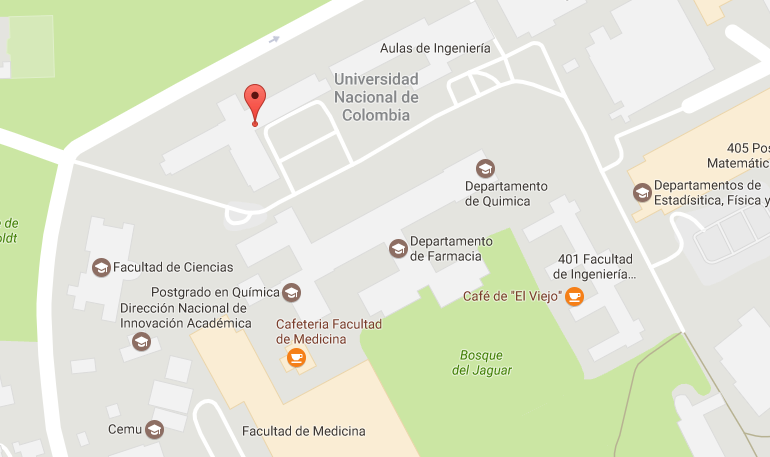 Aulas de Ingeniería
Universidad
Nacional de
Colombia
405 Pos
Matemátic
Departamento
de Quimica
Departamentos de
Estadísitica, Física y
e de
oldt
Departamento
de Farmacia
401 Facultad
de Ingeniería...
Facultad de Ciencias
Postgrado en Química
Café de "El Viejo"
Dirección Nacional de
Innovación Académica
Cafeteria Facultad
de Medicina
Bosque
del Jaguar
Cemu
Facultad de Medicina